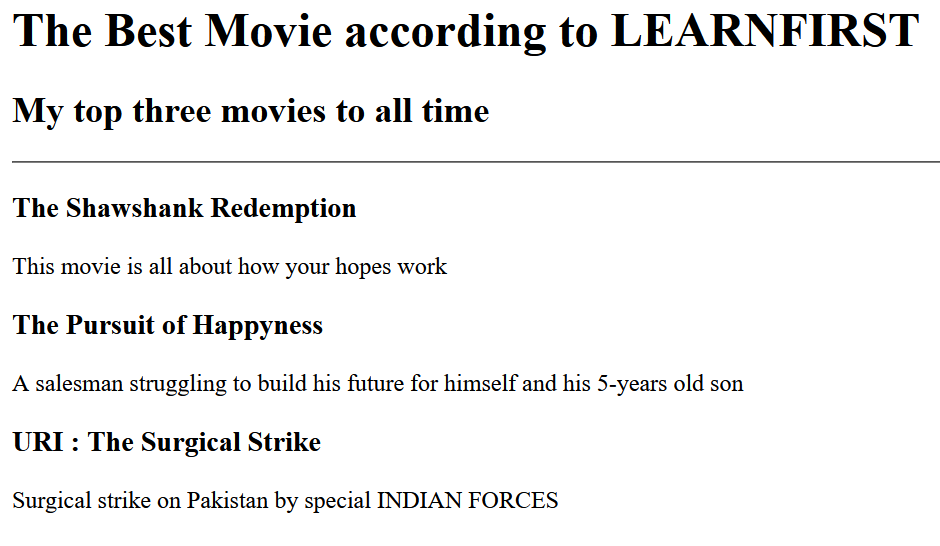 The Best Movie according to LEARNFIRST
My top three movies to all time
The Shawshank Redemption
This movie is all about how your hopes work
The Pursuit of Happyness
A salesman struggling to build his future for himself and his 5-years old son
URI : The Surgical Strike
Surgical strike on Pakistan by special INDIAN FORCES